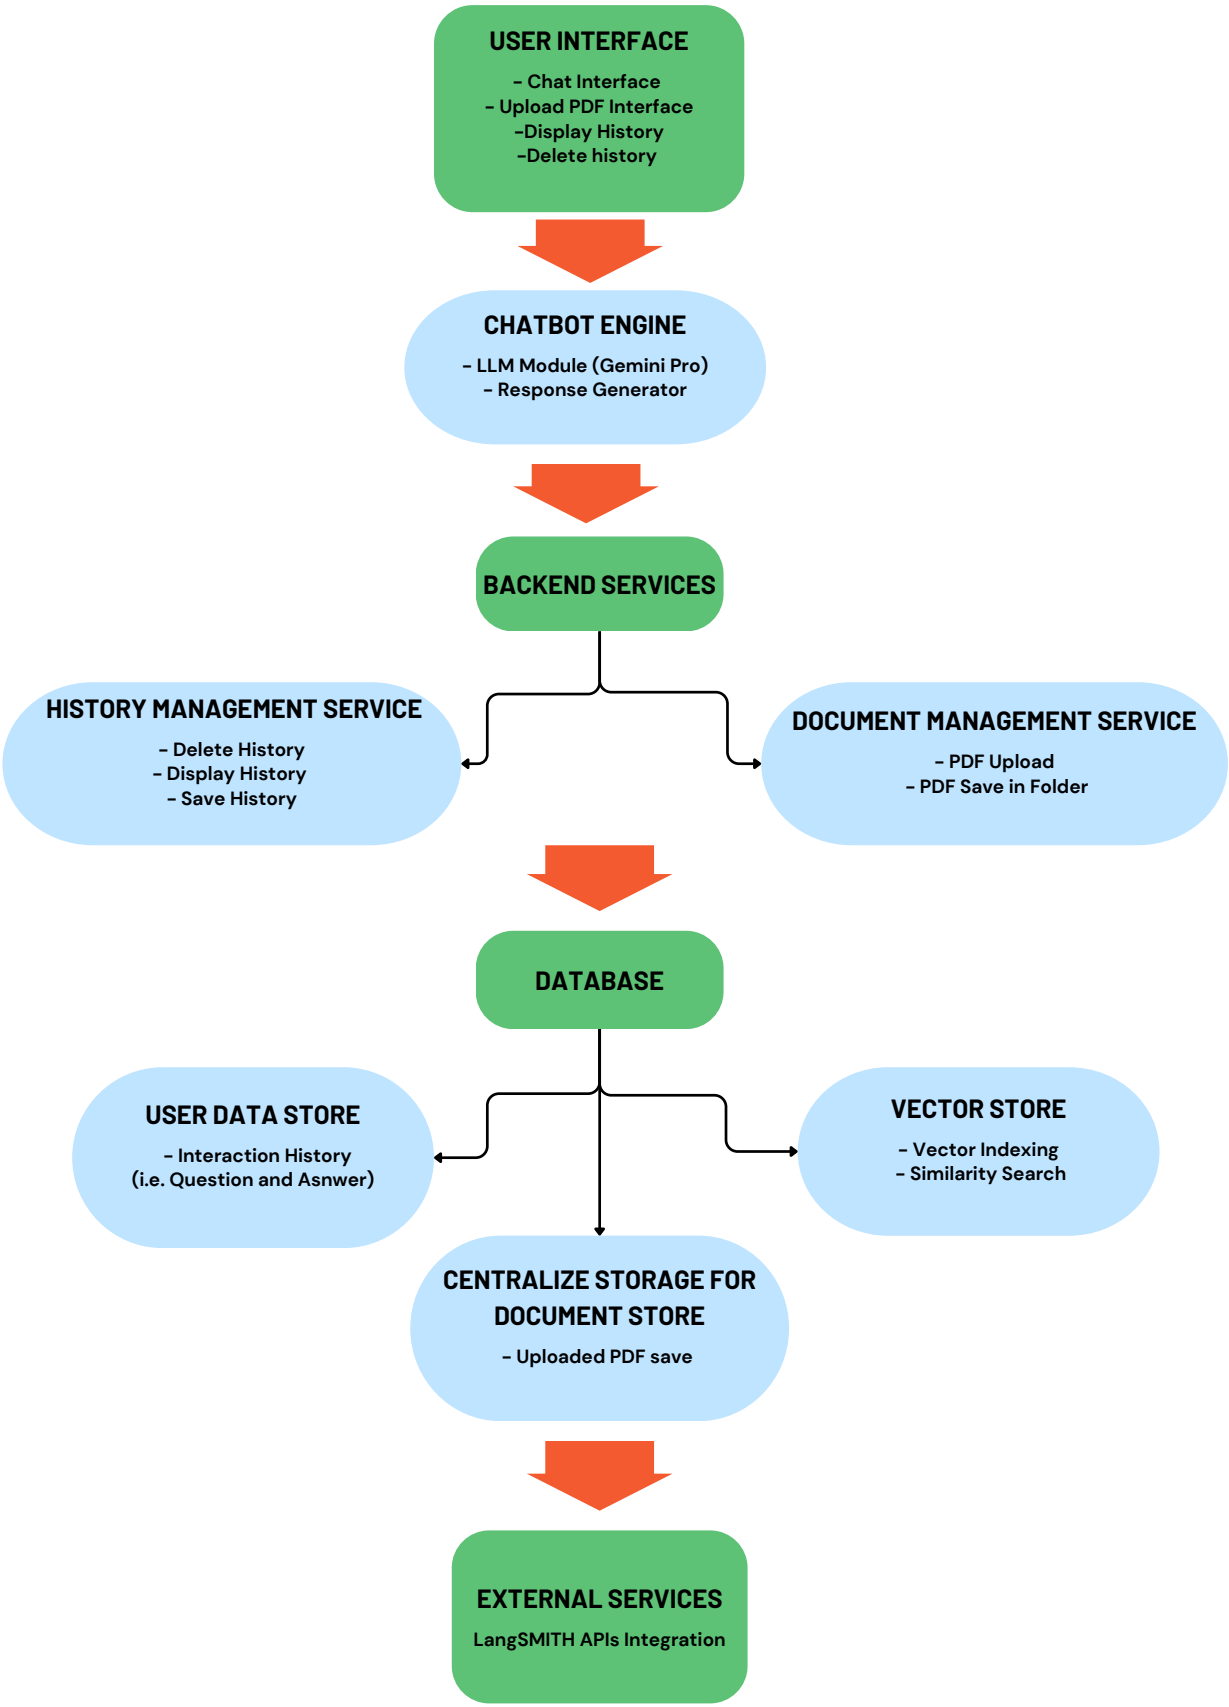 USER INTERFACE
- Chat Interface
- Upload PDF Interface
-Display History
-Delete history
CHATBOT ENGINE
- LLM Module (Gemini Pro)
- Response Generator
BACKEND SERVICES
HISTORY MANAGEMENT SERVICE
- Delete History
- Display History
- Save History
DOCUMENT MANAGEMENT SERVICE
- PDF Upload
- PDF Save in Folder
DATABASE
USER DATA STORE
- Interaction History
(i.e. Question and Asnwer)
VECTOR STORE
- Vector Indexing
- Similarity Search
CENTRALIZE STORAGE FOR
DOCUMENT STORE
- Uploaded PDF save
EXTERNAL SERVICES
LangSMITH APIs Integration